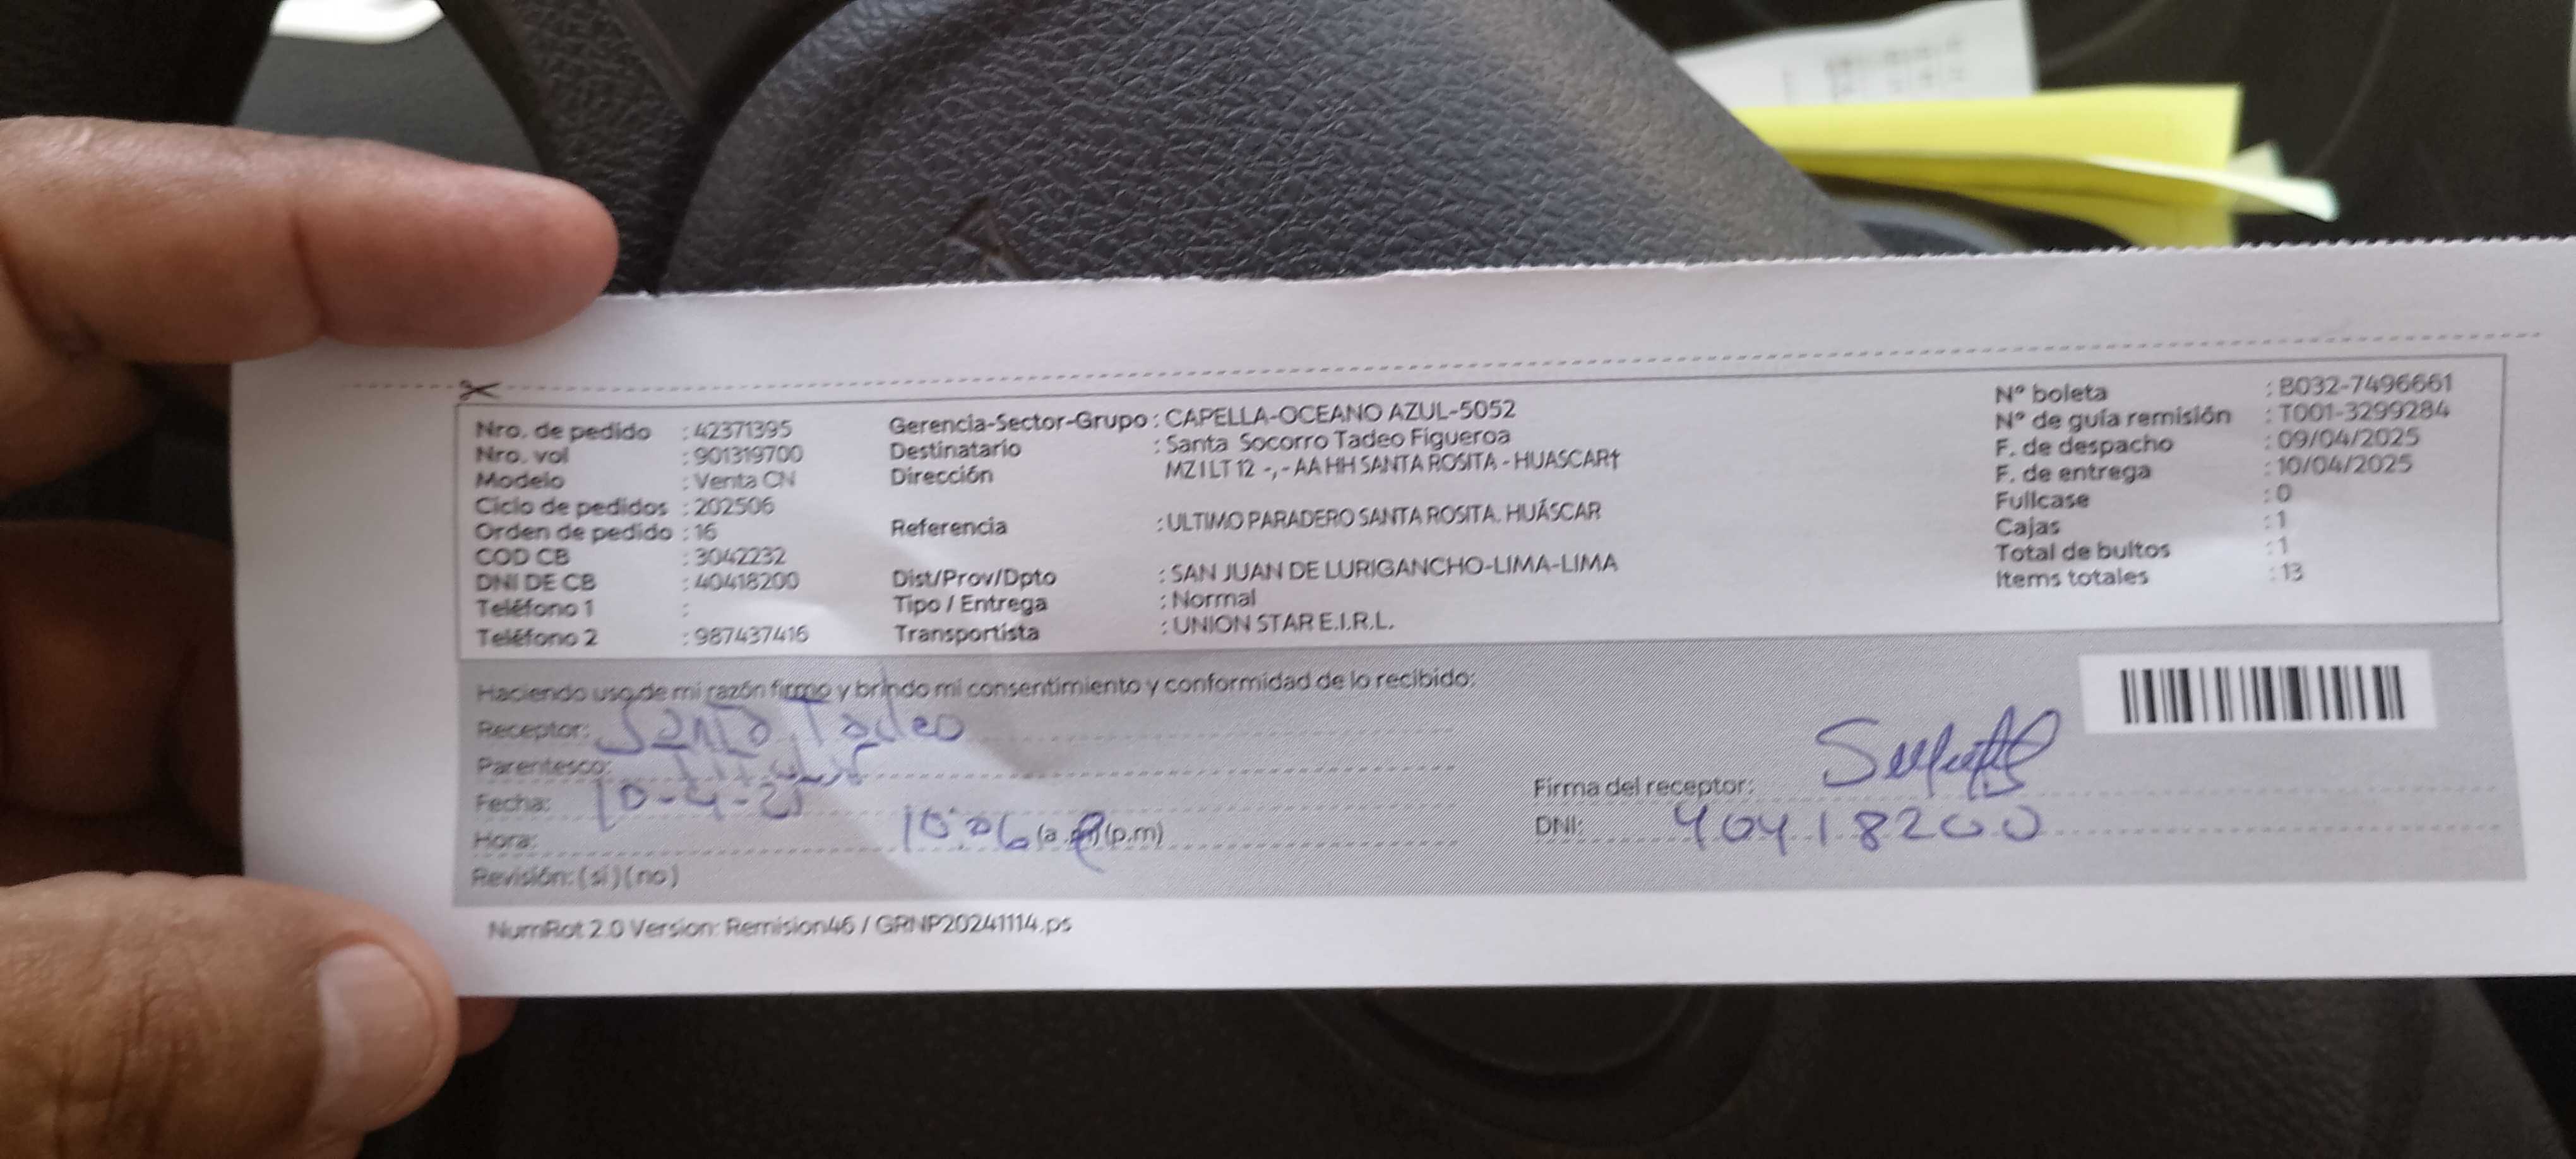 Nro. de pedido : 42371395
Nro. vol : 901319700
Modelo : Venta CN
Ciclo de pedidos : 202506
Orden de pedido : 16
COD CB : 3042232
DNI DE CB : 40418200
Teléfono 1 :
Teléfono 2 : 987437416
Gerencia-Sector-Grupo : CAPELLA-OCEANO AZUL-5052
Destinatario : Santa Socorro Tadeo Figueroa
Dirección MZ I LT 12 -,- AA HH SANTA ROSITA - HUASCAR†
Referencia : ULTIMO PARADERO SANTA ROSITA. HUÁSCAR
Dist/Prov/Dpto : SAN JUAN DE LURIGANCHO-LIMA-LIMA
Tipo / Entrega : Normal
Transportista : UNION STAR E.I.R.L.
Nº boleta : B032-7496661
Nº de guía remisión : T001-3299284
F. de despacho : 09/04/2025
F. de entrega : 10/04/2025
Fullcase : 0
Cajas : 1
Total de bultos : 1
Items totales : 13
Haciendo uso de mi razón firmo y brindo mi consentimiento y conformidad de lo recibido:
Receptor: Santa Tadeo
Parentesco:
Fecha: 10-4-25
Hora: 10:06 (a.m)(p.m)
Revisión: (si) (no)
Firma del receptor:
DNI: 40418200
NumRot 2.0 Version: Remision46 / GRNP20241114.ps